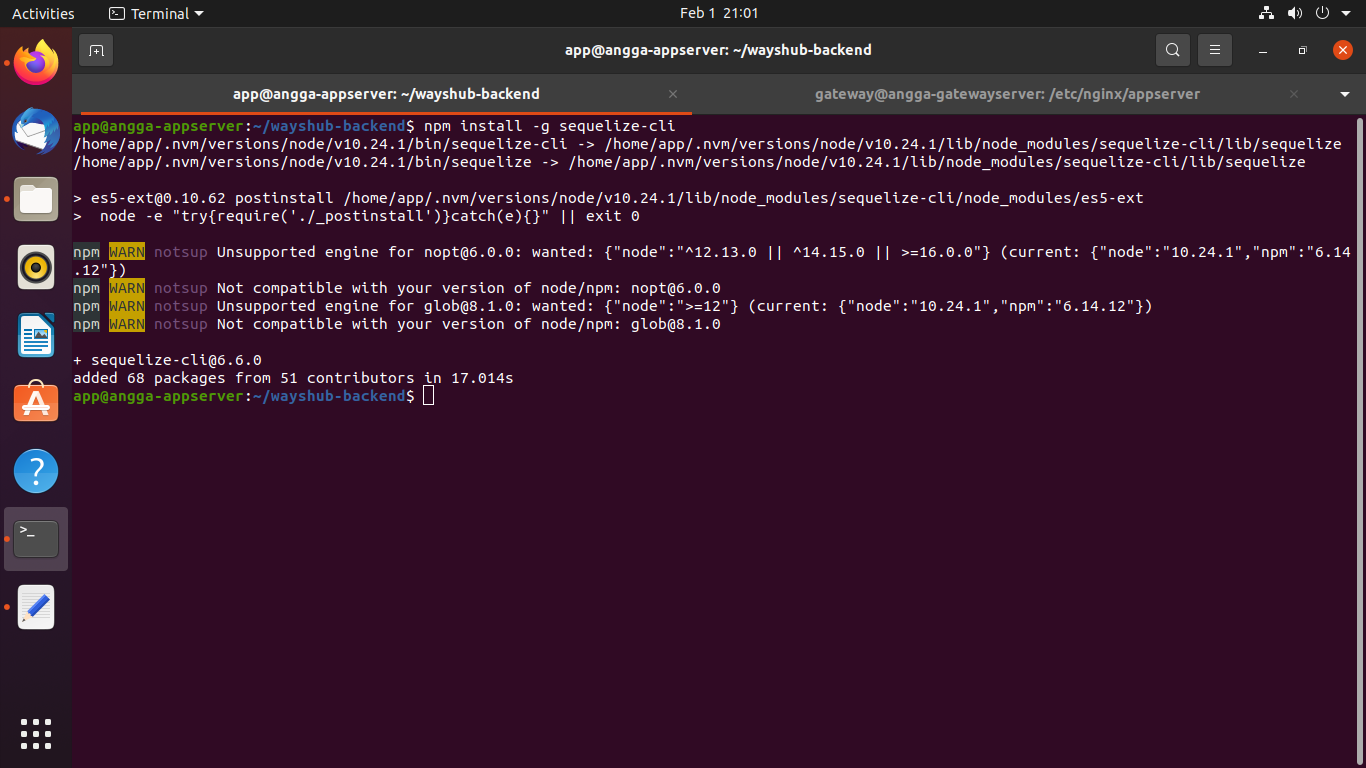 Activities
Terminal
Feb 1 21:01
app@angga-appserver: ~/wayshub-backend
app@angga-appserver: ~/wayshub-backend
gateway@angga-gatewayserver: /etc/nginx/appserver
app@angga-appserver:~/wayshub-backend$ npm install -g sequelize-cli
/home/app/.nvm/versions/node/v10.24.1/bin/sequelize-cli -> /home/app/.nvm/versions/node/v10.24.1/lib/node_modules/sequelize-cli/lib/sequelize
/home/app/.nvm/versions/node/v10.24.1/bin/sequelize -> /home/app/.nvm/versions/node/v10.24.1/lib/node_modules/sequelize-cli/lib/sequelize
> es5-ext@0.10.62 postinstall /home/app/.nvm/versions/node/v10.24.1/lib/node_modules/sequelize-cli/node_modules/es5-ext
>  node -e "try{require('./_postinstall')}catch(e){}" || exit 0
npm WARN notsup Unsupported engine for nopt@6.0.0: wanted: {"node":"^12.13.0 || ^14.15.0 || >=16.0.0"} (current: {"node":"10.24.1","npm":"6.14
.12"})
npm WARN notsup Not compatible with your version of node/npm: nopt@6.0.0
npm WARN notsup Unsupported engine for glob@8.1.0: wanted: {"node":">=12"} (current: {"node":"10.24.1","npm":"6.14.12"})
npm WARN notsup Not compatible with your version of node/npm: glob@8.1.0
+ sequelize-cli@6.6.0
added 68 packages from 51 contributors in 17.014s
app@angga-appserver:~/wayshub-backend$